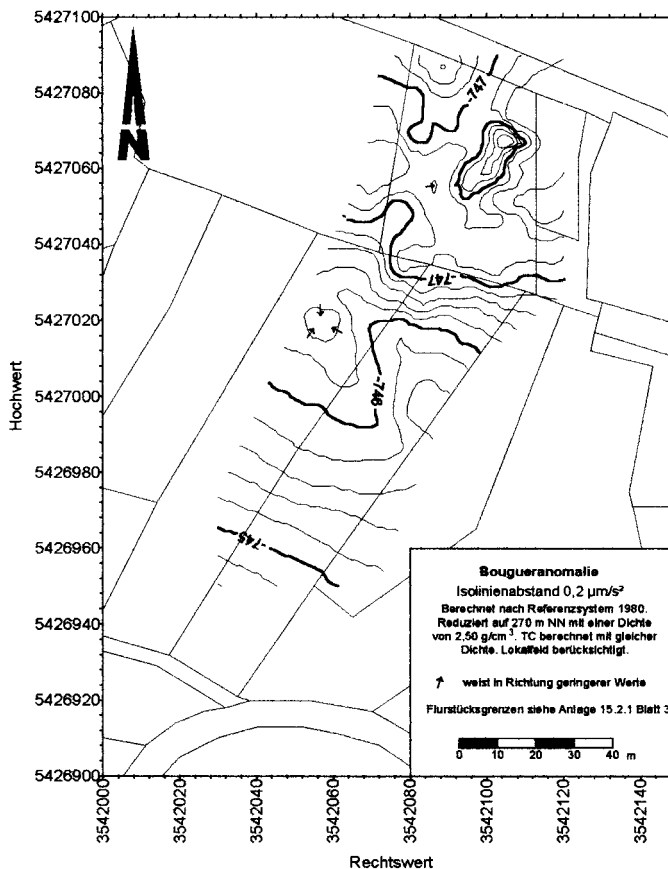 5427100
5427080
5427060
5427040
5427020
5427000
5426980
5426960
5426940
5426920
5426900
Hochwert
N
-747
-747
-746
-745
Bougueranomalie
Isolinienabstand 0,2 µm/s²
Berechnet nach Referenzsystem 1980.
Reduziert auf 270 m NN mit einer Dichte
von 2,50 g/cm³. TC berechnet mit gleicher
Dichte. Lokalfeld berücksichtigt.
weist in Richtung geringerer Werte
Flurstücksgrenzen siehe Anlage 15.2.1 Blatt 3
0 10 20 30 40 m
3542000
3542020
3542040
3542060
3542080
3542100
3542120
3542140
Rechtswert